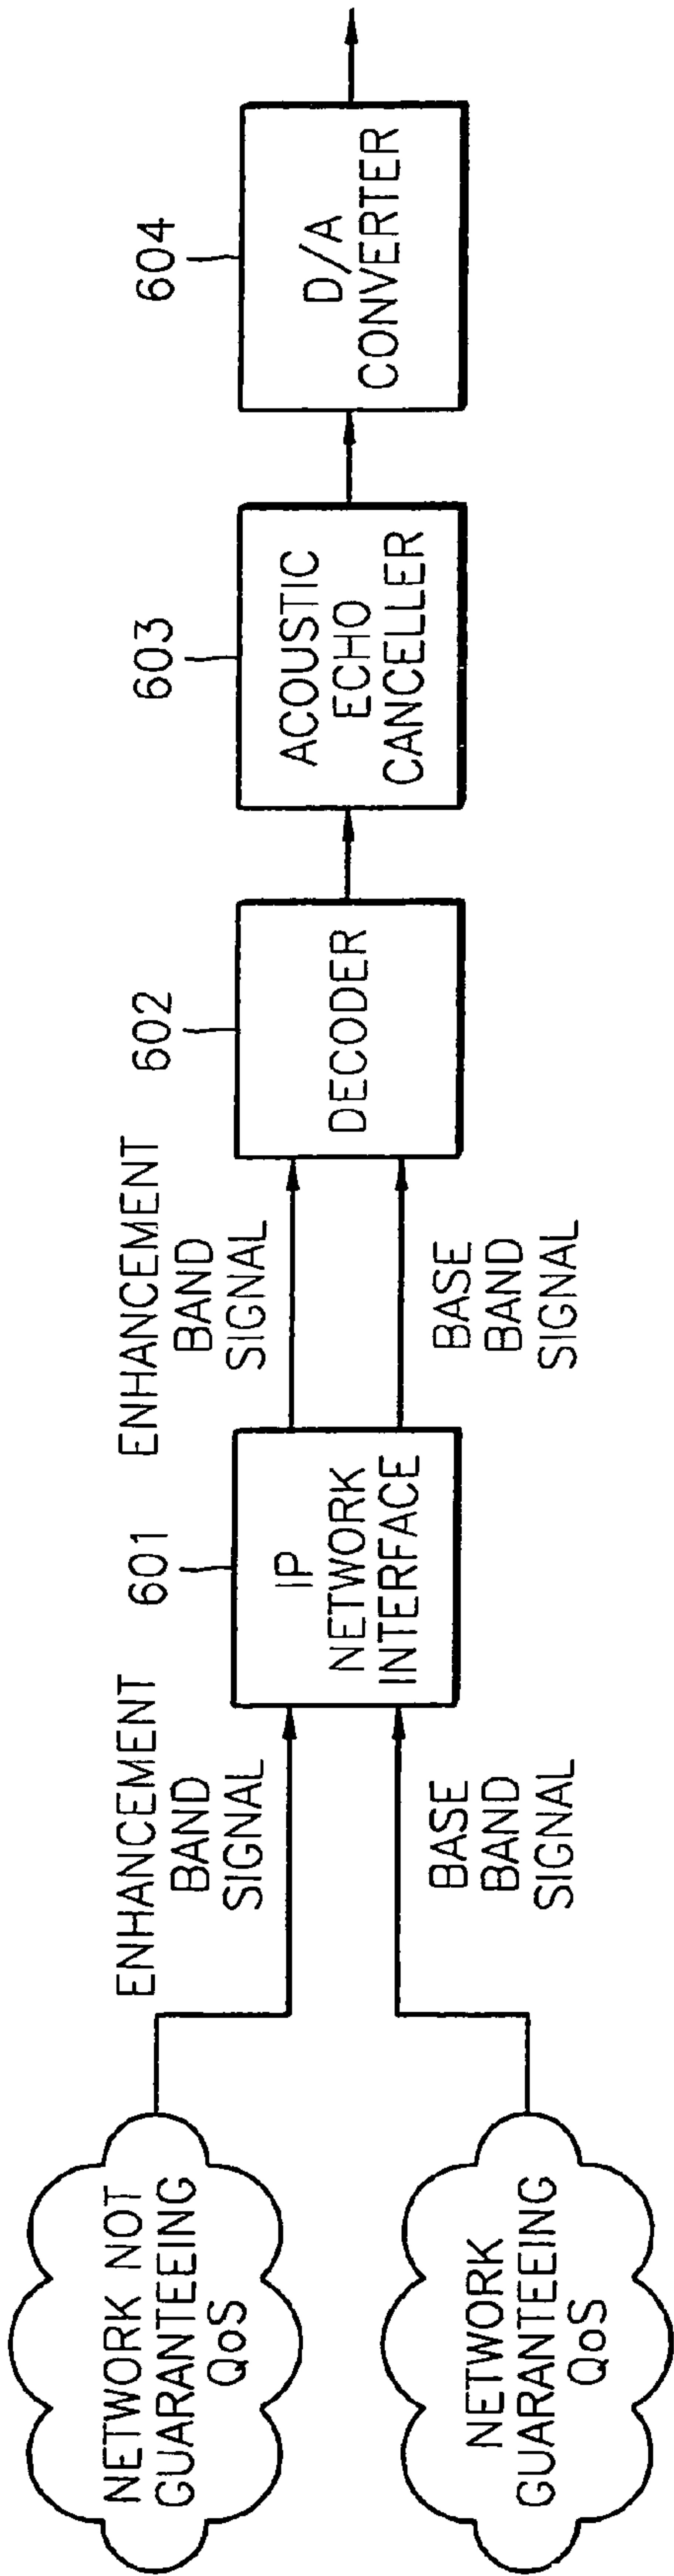 NETWORK NOT
GUARANTEEING
QoS
NETWORK
GUARANTEEING
QoS
ENHANCEMENT
BAND
SIGNAL
BASE
BAND
SIGNAL
601
IP
NETWORK
INTERFACE
ENHANCEMENT
BAND
SIGNAL
BASE
BAND
SIGNAL
602
DECODER
603
ACOUSTIC
ECHO
CANCELLER
604
D/A
CONVERTER